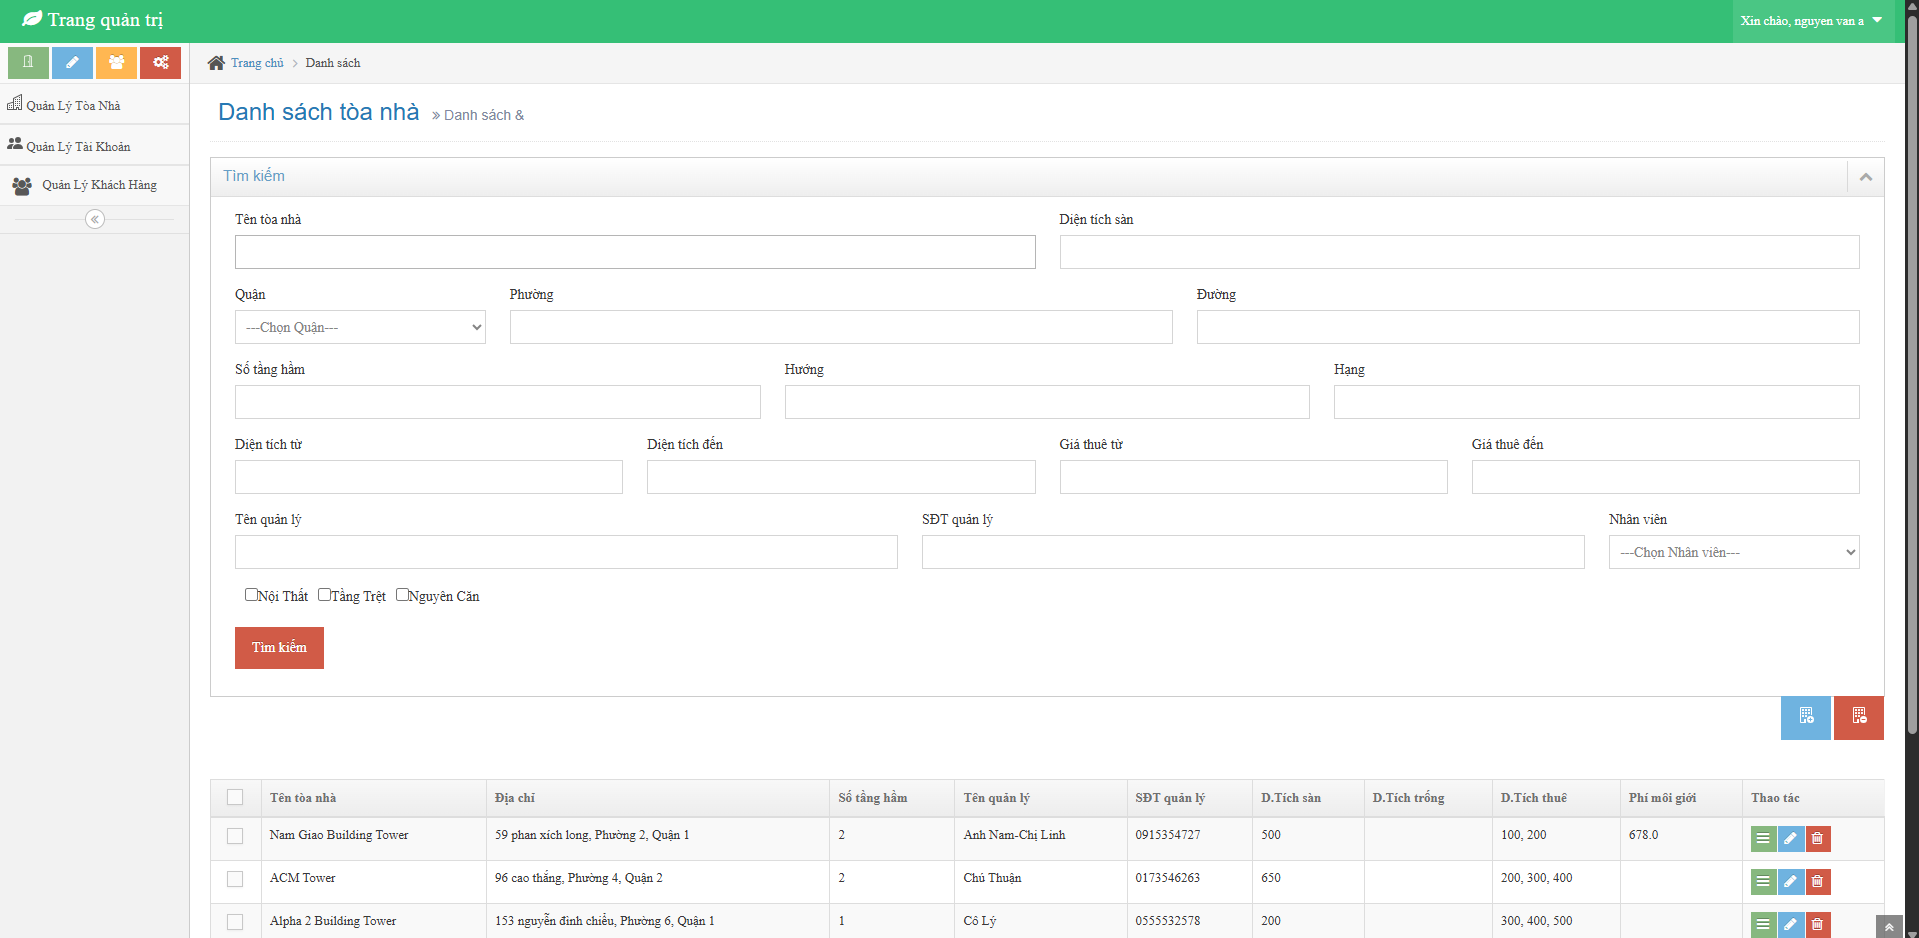 Trang quản trị
Xin chào, nguyen van a
Trang chủ > Danh sách
Quản Lý Tòa Nhà
Quản Lý Tài Khoản
Quản Lý Khách Hàng
Danh sách tòa nhà » Danh sách &
Tìm kiếm
Tên tòa nhà Diện tích sàn
Quận Phường Đường
---Chọn Quận---
Số tầng hầm Hướng Hạng
Diện tích từ Diện tích đến Giá thuê từ Giá thuê đến
Tên quản lý SĐT quản lý Nhân viên
---Chọn Nhân viên---
Nội Thất Tầng Trệt Nguyên Căn
Tìm kiếm
Tên tòa nhà Địa chỉ Số tầng hầm Tên quản lý SĐT quản lý D.Tích sàn D.Tích trống D.Tích thuê Phí môi giới Thao tác
Nam Giao Building Tower 59 phan xích long, Phường 2, Quận 1 2 Anh Nam-Chị Linh 0915354727 500 100, 200 678.0
ACM Tower 96 cao thắng, Phường 4, Quận 2 2 Chú Thuận 0173546263 650 200, 300, 400
Alpha 2 Building Tower 153 nguyễn đình chiểu, Phường 6, Quận 1 1 Cô Lý 0555532578 200 300, 400, 500